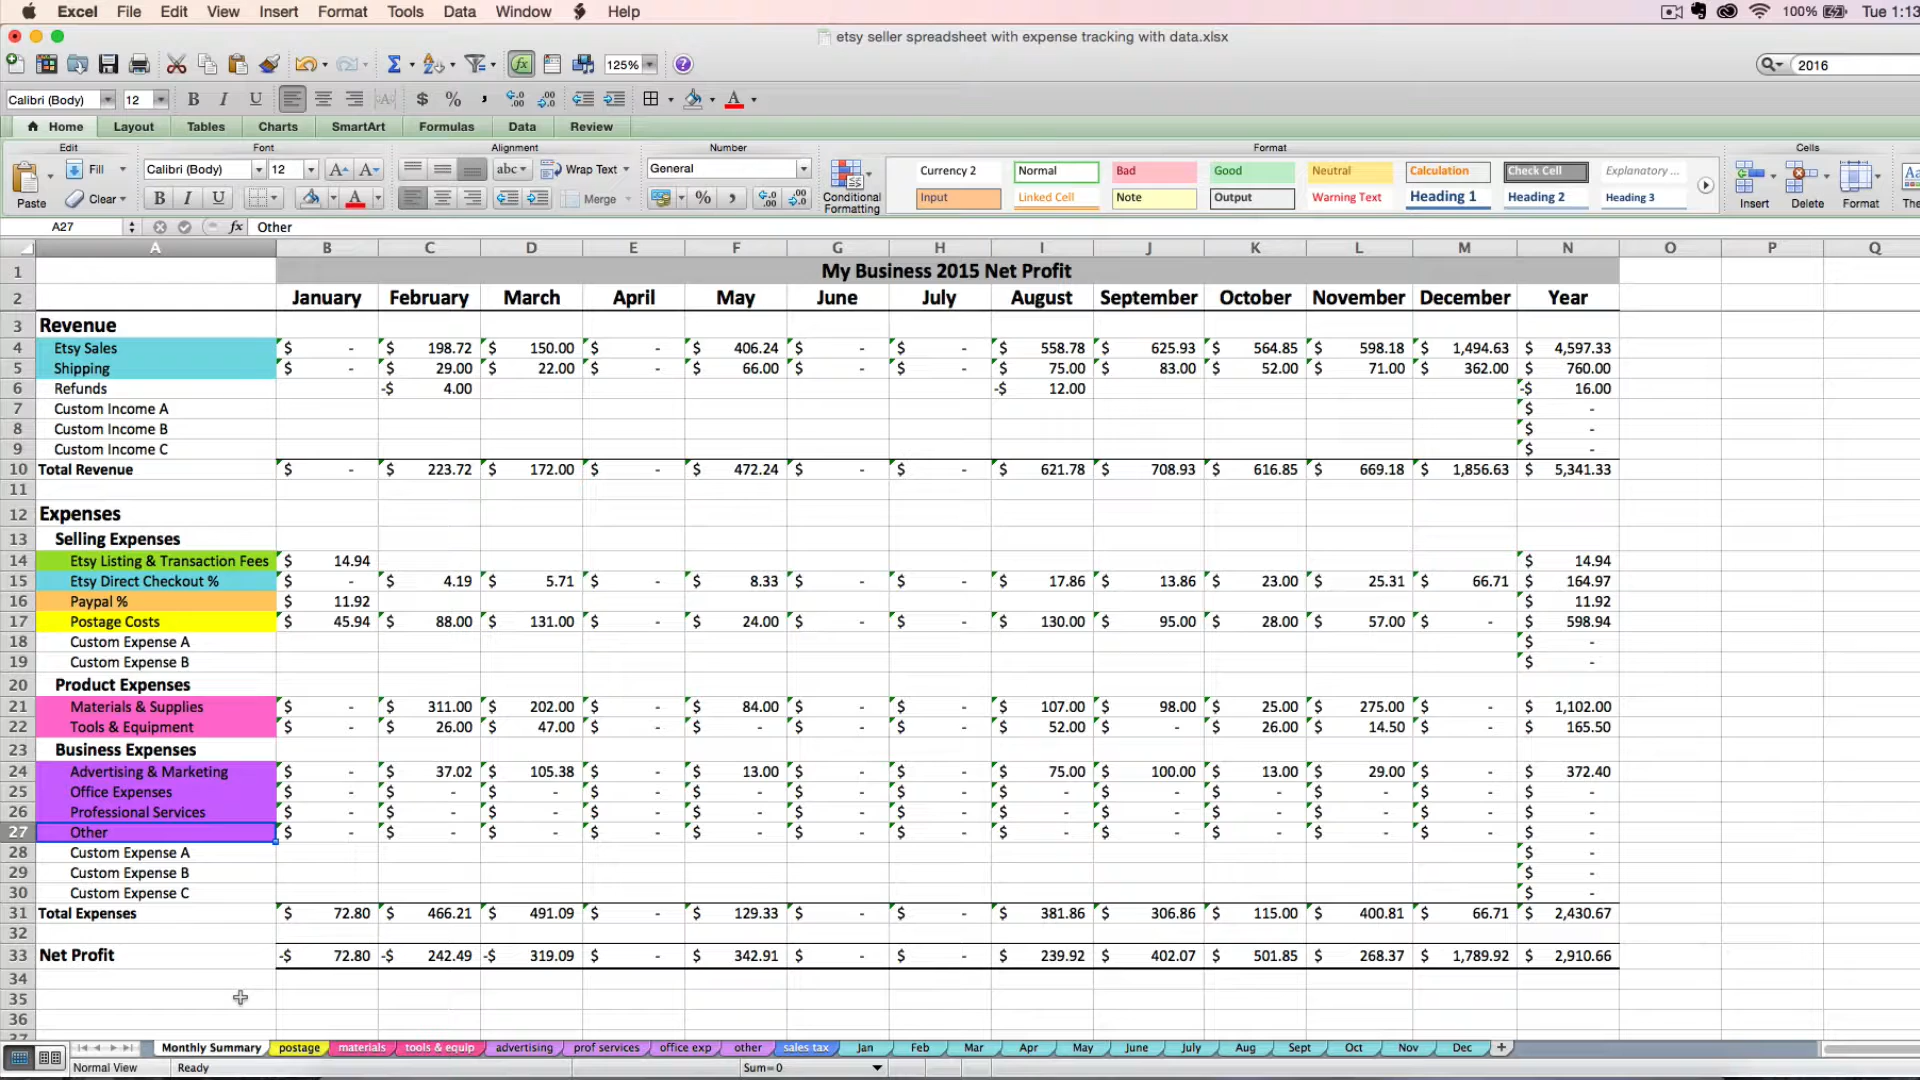 Excel File Edit View Insert Format Tools Data Window Help 100% Tue 1:13
etsy seller spreadsheet with expense tracking with data.xlsx
125% 2016
Calibri (Body) 12 B I U $ %
Home Layout Tables Charts SmartArt Formulas Data Review
Edit Font Alignment Number Format Cells
Fill Calibri (Body) 12 abc Wrap Text General Currency 2 Normal Bad Good Neutral Calculation Check Cell Explanatory ...
Paste Clear B I U Merge % Conditional Formatting Input Linked Cell Note Output Warning Text Heading 1 Heading 2 Heading 3 Insert Delete Format
A27 fx Other
A B C D E F G H I J K L M N O P Q
1 My Business 2015 Net Profit
2 January February March April May June July August September October November December Year
3 Revenue
4 Etsy Sales $ - $ 198.72 $ 150.00 $ - $ 406.24 $ - $ - $ 558.78 $ 625.93 $ 564.85 $ 598.18 $ 1,494.63 $ 4,597.33
5 Shipping $ - $ 29.00 $ 22.00 $ - $ 66.00 $ - $ - $ 75.00 $ 83.00 $ 52.00 $ 71.00 $ 362.00 $ 760.00
6 Refunds -$ 4.00 -$ 12.00 -$ 16.00
7 Custom Income A $ -
8 Custom Income B $ -
9 Custom Income C $ -
10 Total Revenue $ - $ 223.72 $ 172.00 $ - $ 472.24 $ - $ - $ 621.78 $ 708.93 $ 616.85 $ 669.18 $ 1,856.63 $ 5,341.33
11
12 Expenses
13 Selling Expenses
14 Etsy Listing & Transaction Fees $ 14.94 $ 14.94
15 Etsy Direct Checkout % $ - $ 4.19 $ 5.71 $ - $ 8.33 $ - $ - $ 17.86 $ 13.86 $ 23.00 $ 25.31 $ 66.71 $ 164.97
16 Paypal % $ 11.92 $ 11.92
17 Postage Costs $ 45.94 $ 88.00 $ 131.00 $ - $ 24.00 $ - $ - $ 130.00 $ 95.00 $ 28.00 $ 57.00 $ - $ 598.94
18 Custom Expense A $ -
19 Custom Expense B $ -
20 Product Expenses
21 Materials & Supplies $ - $ 311.00 $ 202.00 $ - $ 84.00 $ - $ - $ 107.00 $ 98.00 $ 25.00 $ 275.00 $ - $ 1,102.00
22 Tools & Equipment $ - $ 26.00 $ 47.00 $ - $ - $ - $ - $ 52.00 $ - $ 26.00 $ 14.50 $ - $ 165.50
23 Business Expenses
24 Advertising & Marketing $ - $ 37.02 $ 105.38 $ - $ 13.00 $ - $ - $ 75.00 $ 100.00 $ 13.00 $ 29.00 $ - $ 372.40
25 Office Expenses $ - $ - $ - $ - $ - $ - $ - $ - $ - $ - $ - $ - $ -
26 Professional Services $ - $ - $ - $ - $ - $ - $ - $ - $ - $ - $ - $ - $ -
27 Other $ - $ - $ - $ - $ - $ - $ - $ - $ - $ - $ - $ - $ -
28 Custom Expense A $ -
29 Custom Expense B $ -
30 Custom Expense C $ -
31 Total Expenses $ 72.80 $ 466.21 $ 491.09 $ - $ 129.33 $ - $ - $ 381.86 $ 306.86 $ 115.00 $ 400.81 $ 66.71 $ 2,430.67
32
33 Net Profit -$ 72.80 -$ 242.49 -$ 319.09 $ - $ 342.91 $ - $ - $ 239.92 $ 402.07 $ 501.85 $ 268.37 $ 1,789.92 $ 2,910.66
34
35
36
Monthly Summary postage materials tools & equip advertising prof services office exp other sales tax Jan Feb Mar Apr May June July Aug Sept Oct Nov Dec +
Normal View Ready Sum=0